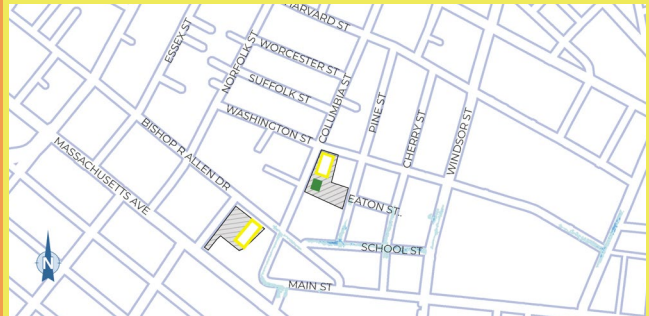 HARVARD ST
ESSEX ST
NORFOLK ST
WORCESTER ST
SUFFOLK ST
COLUMBIA ST
WASHINGTON ST
PINE ST
CHERRY ST
WINDSOR ST
BISHOP R ALLEN DR
MASSACHUSETTS AVE
EATON ST..
SCHOOL ST
N
MAIN ST